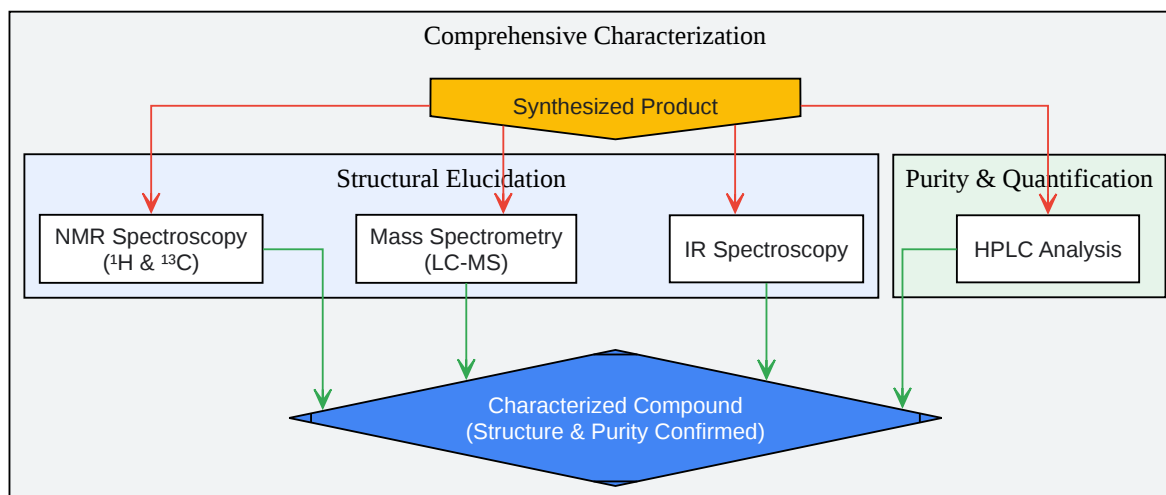 Comprehensive Characterization
Synthesized Product
Structural Elucidation
Purity & Quantification
NMR Spectroscopy
(¹H & ¹³C)
Mass Spectrometry
(LC-MS)
IR Spectroscopy
HPLC Analysis
Characterized Compound
(Structure & Purity Confirmed)